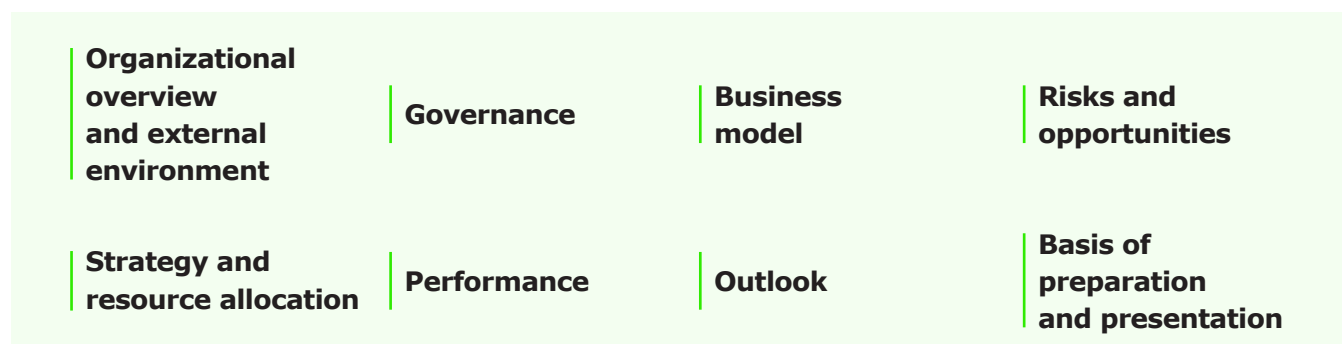 Organizational
overview
and external
environment
Governance
Business
model
Risks and
opportunities
Strategy and
resource allocation
Performance
Outlook
Basis of
preparation
and presentation